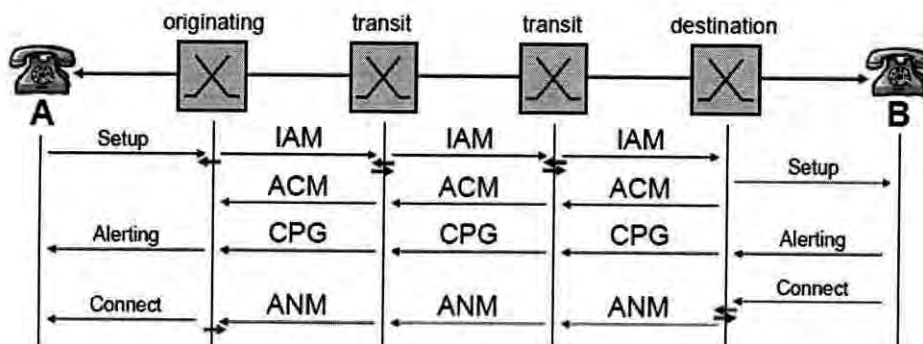 originating transit transit destination
A B
Setup IAM IAM IAM
Setup
ACM ACM ACM
Alerting CPG CPG CPG Alerting
Connect
Connect ANM ANM ANM